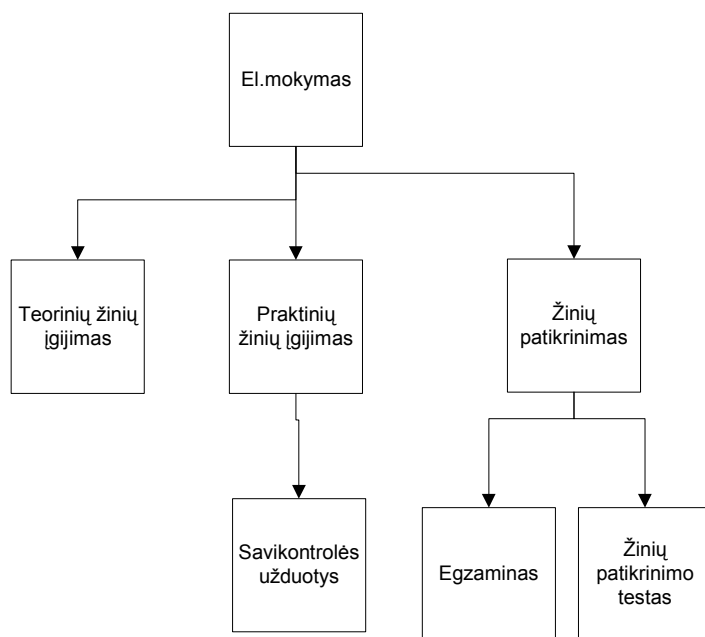 El.mokymas
Teorinių žinių
įgijimas
Praktinių
žinių įgijimas
Žinių
patikrinimas
Savikontrolės
užduotys
Egzaminas
Žinių
patikrinimo
testas